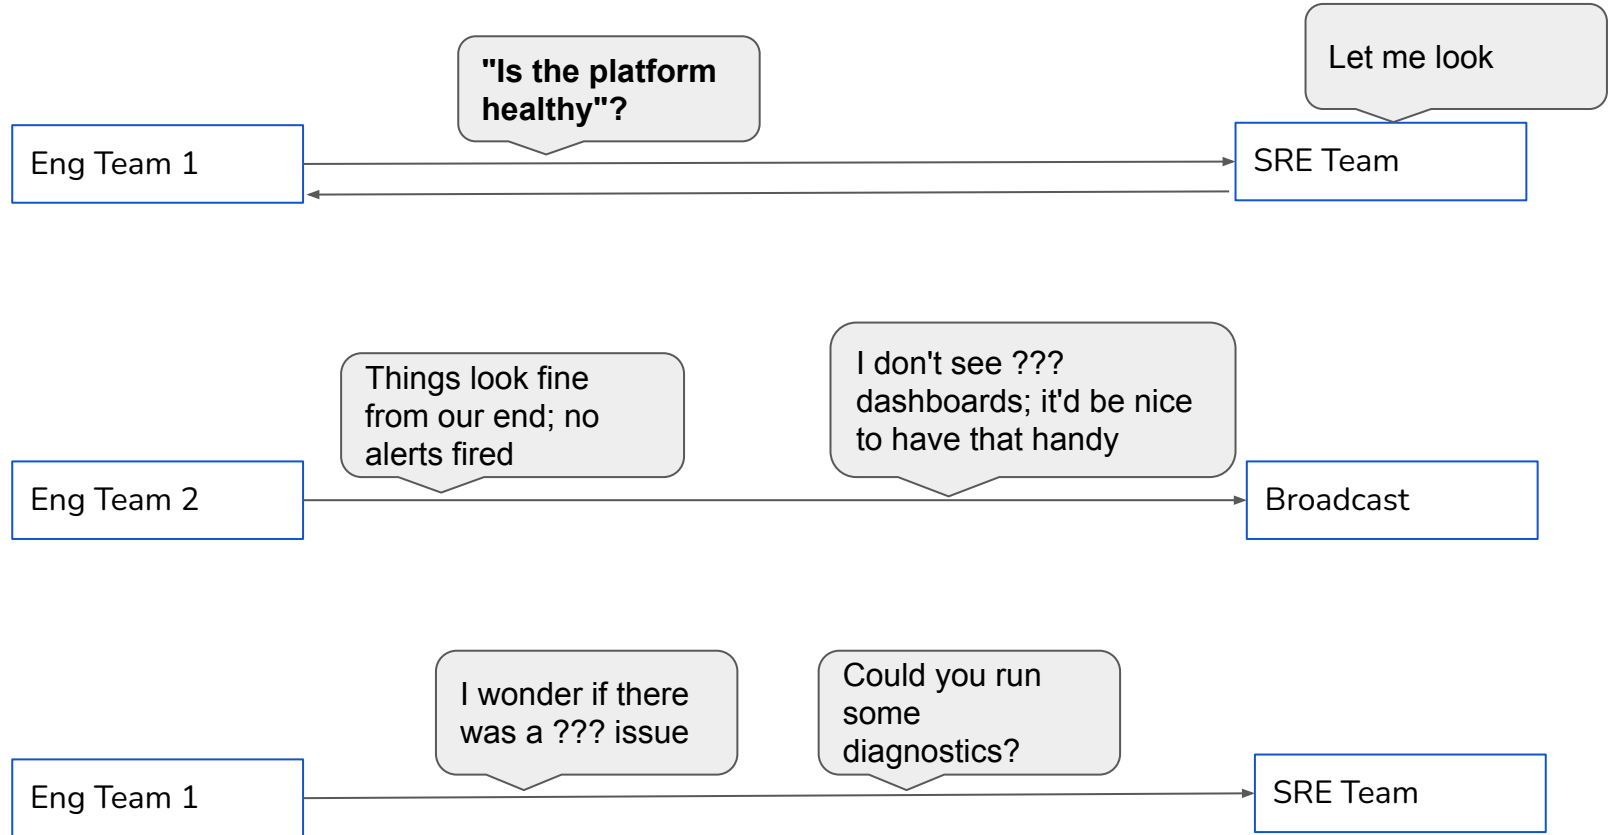 Let me look
"Is the platform
healthy"?
Eng Team 1
SRE Team
Things look fine
from our end; no
alerts fired
I don't see ???
dashboards; it'd be nice
to have that handy
Eng Team 2
Broadcast
I wonder if there
was a ??? issue
Could you run
some
diagnostics?
Eng Team 1
SRE Team